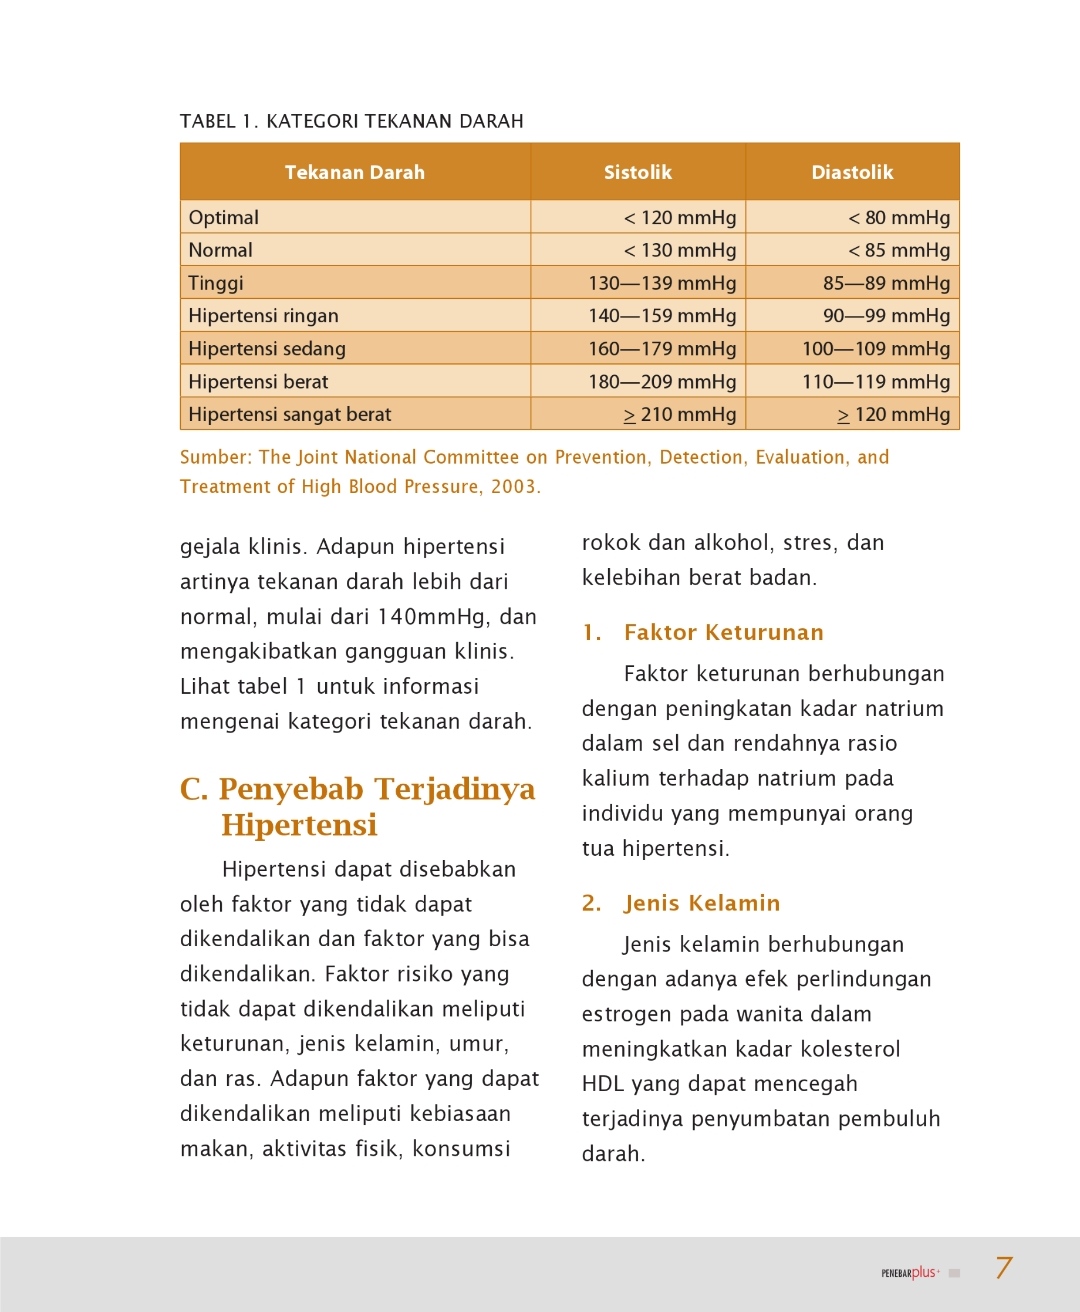 TABEL 1. KATEGORI TEKANAN DARAH
Tekanan Darah Sistolik Diastolik
Optimal < 120 mmHg < 80 mmHg
Normal < 130 mmHg < 85 mmHg
Tinggi 130—139 mmHg 85—89 mmHg
Hipertensi ringan 140—159 mmHg 90—99 mmHg
Hipertensi sedang 160—179 mmHg 100—109 mmHg
Hipertensi berat 180—209 mmHg 110—119 mmHg
Hipertensi sangat berat ≥ 210 mmHg ≥ 120 mmHg
Sumber: The Joint National Committee on Prevention, Detection, Evaluation, and
Treatment of High Blood Pressure, 2003.
gejala klinis. Adapun hipertensi
artinya tekanan darah lebih dari
normal, mulai dari 140mmHg, dan
mengakibatkan gangguan klinis.
Lihat tabel 1 untuk informasi
mengenai kategori tekanan darah.
C. Penyebab Terjadinya
Hipertensi
Hipertensi dapat disebabkan
oleh faktor yang tidak dapat
dikendalikan dan faktor yang bisa
dikendalikan. Faktor risiko yang
tidak dapat dikendalikan meliputi
keturunan, jenis kelamin, umur,
dan ras. Adapun faktor yang dapat
dikendalikan meliputi kebiasaan
makan, aktivitas fisik, konsumsi
rokok dan alkohol, stres, dan
kelebihan berat badan.
1. Faktor Keturunan
Faktor keturunan berhubungan
dengan peningkatan kadar natrium
dalam sel dan rendahnya rasio
kalium terhadap natrium pada
individu yang mempunyai orang
tua hipertensi.
2. Jenis Kelamin
Jenis kelamin berhubungan
dengan adanya efek perlindungan
estrogen pada wanita dalam
meningkatkan kadar kolesterol
HDL yang dapat mencegah
terjadinya penyumbatan pembuluh
darah.
PENEBARplus+ 7